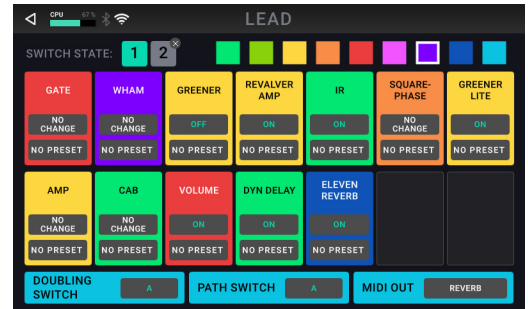 CPU 67% LEAD
SWITCH STATE: 1 2
GATE WHAM GREENER REVALVER AMP IR SQUARE-PHASE GREENER LITE
NO CHANGE NO CHANGE OFF ON ON NO CHANGE ON
NO PRESET NO PRESET NO PRESET NO PRESET NO PRESET NO PRESET NO PRESET
AMP CAB VOLUME DYN DELAY ELEVEN REVERB
NO CHANGE NO CHANGE ON ON ON
NO PRESET NO PRESET NO PRESET NO PRESET NO PRESET
DOUBLING SWITCH A PATH SWITCH A MIDI OUT REVERB